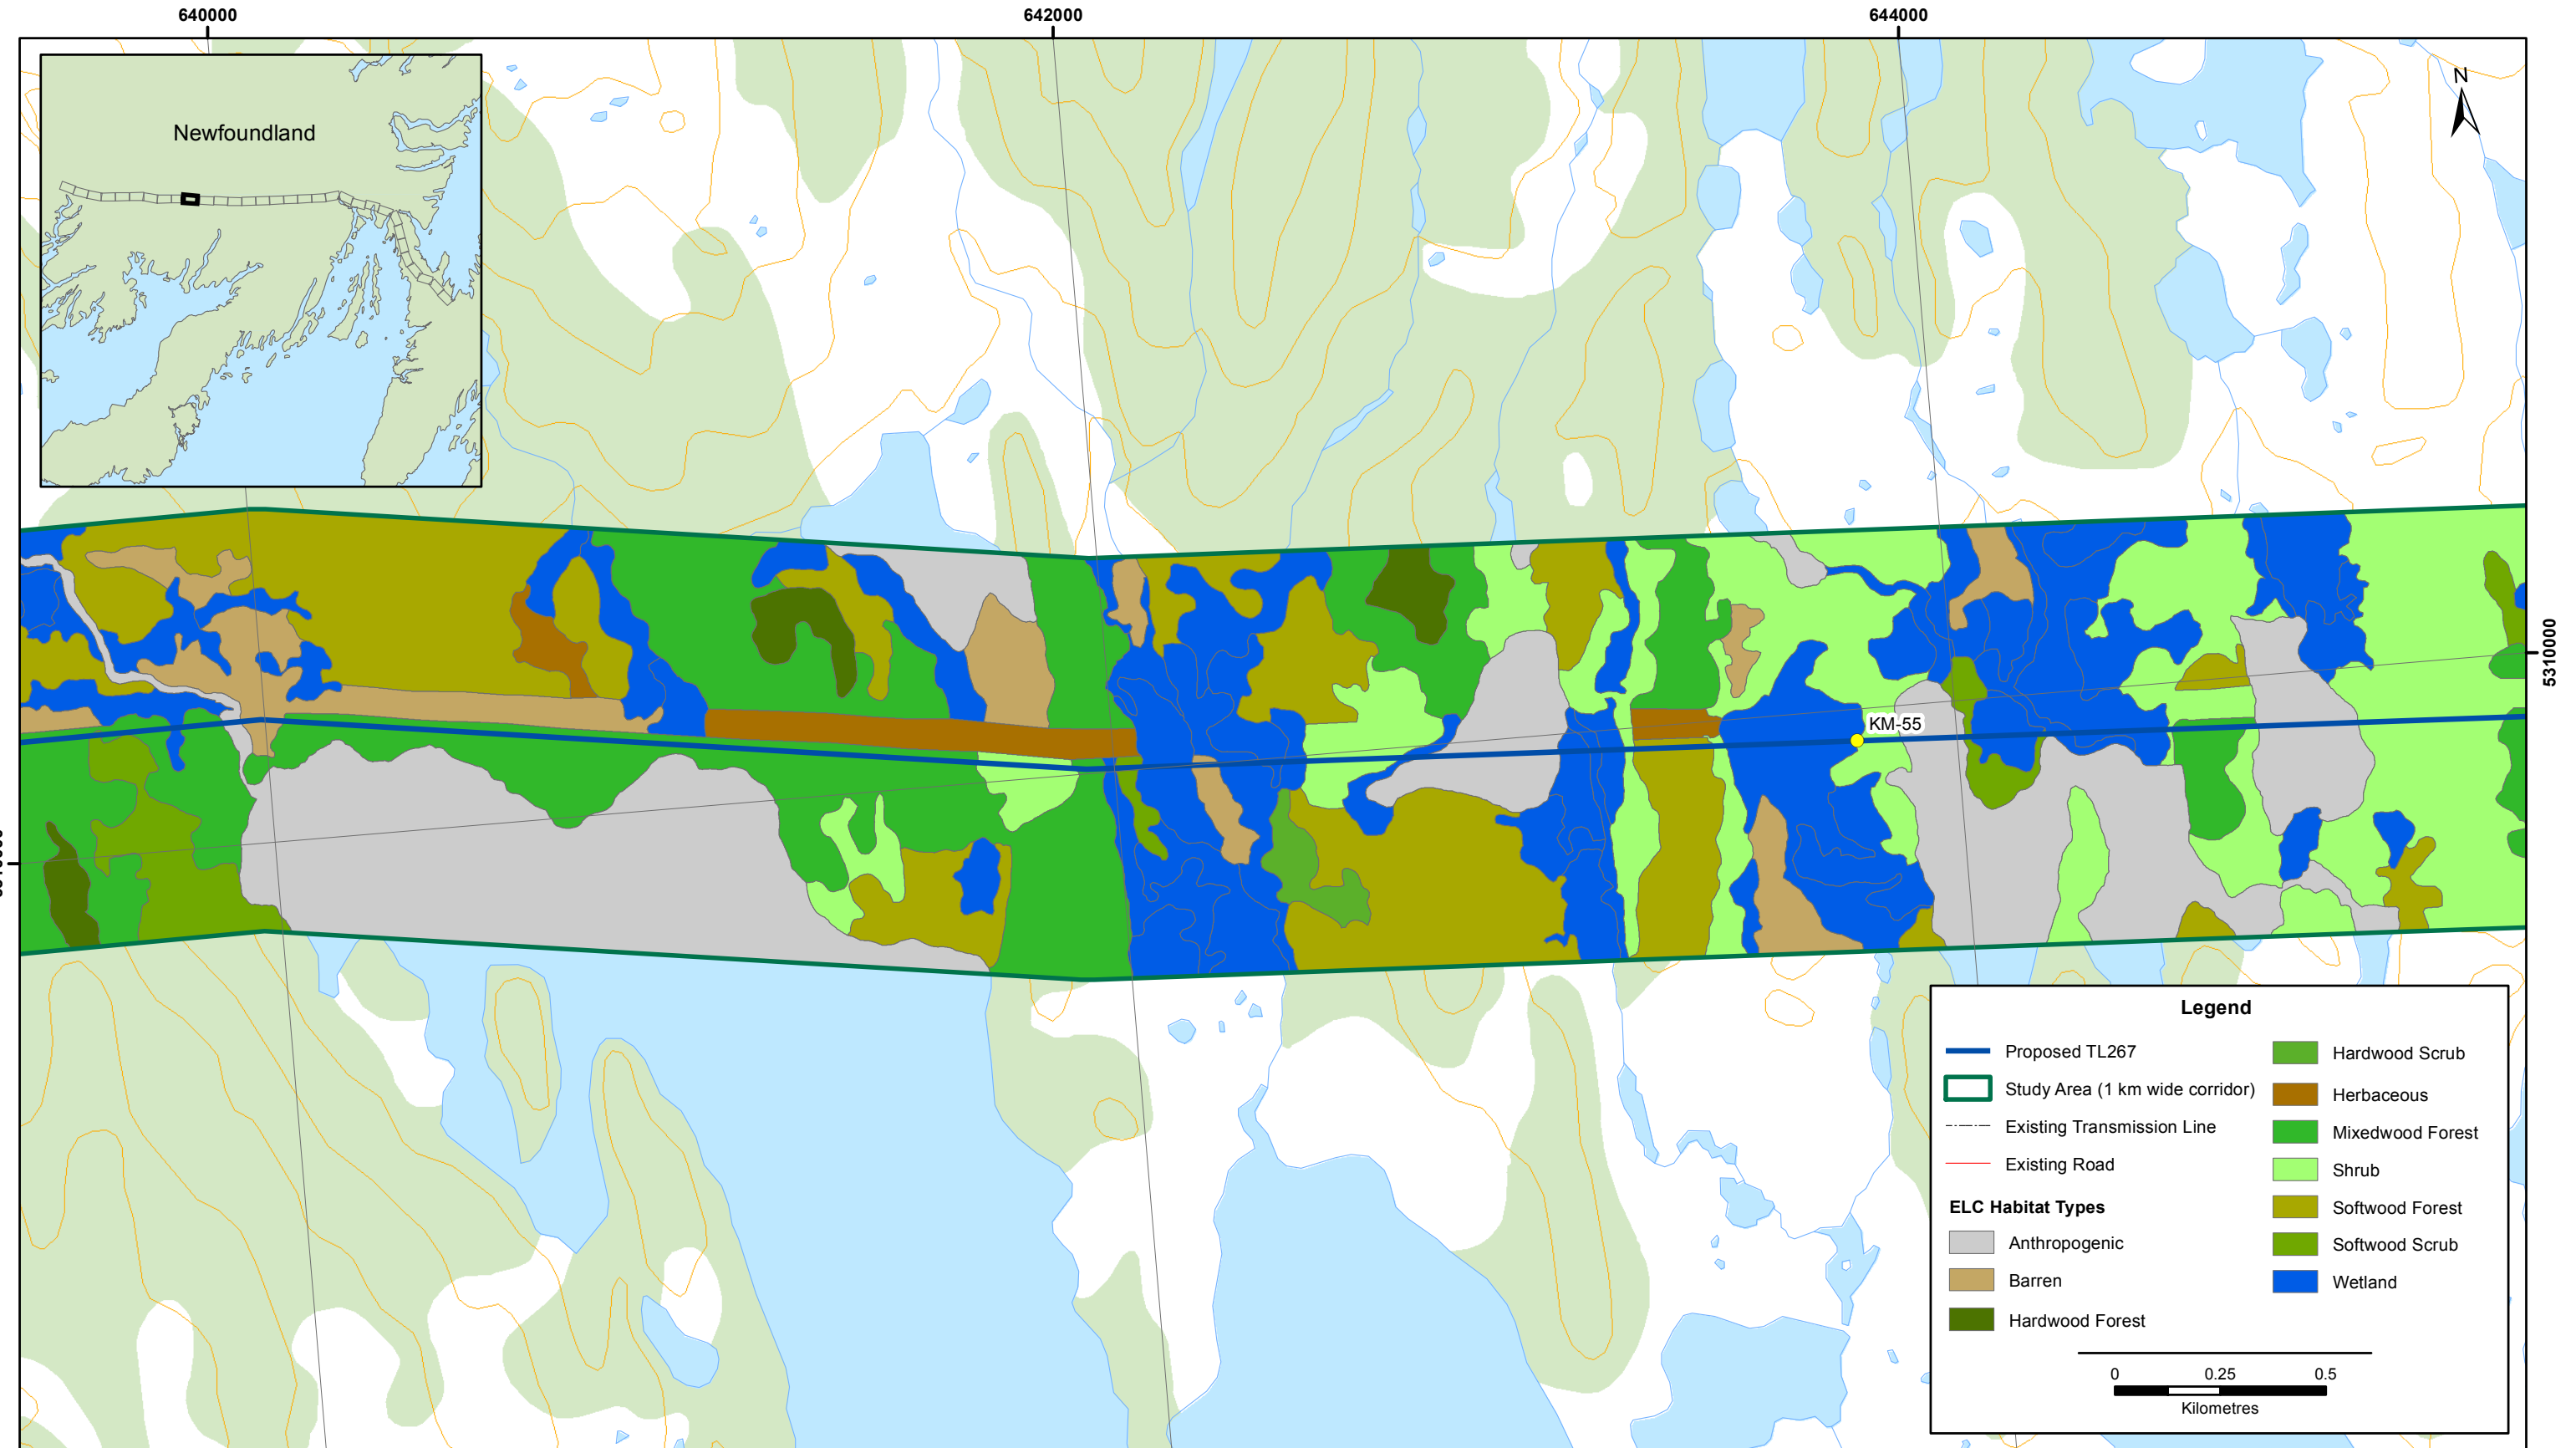 640000
642000
644000
N
Newfoundland
5310000
KM-55
Legend
Proposed TL267
Study Area (1 km wide corridor)
Existing Transmission Line
Existing Road
ELC Habitat Types
Anthropogenic
Barren
Hardwood Forest
Hardwood Scrub
Herbaceous
Mixedwood Forest
Shrub
Softwood Forest
Softwood Scrub
Wetland
0 0.25 0.5
Kilometres